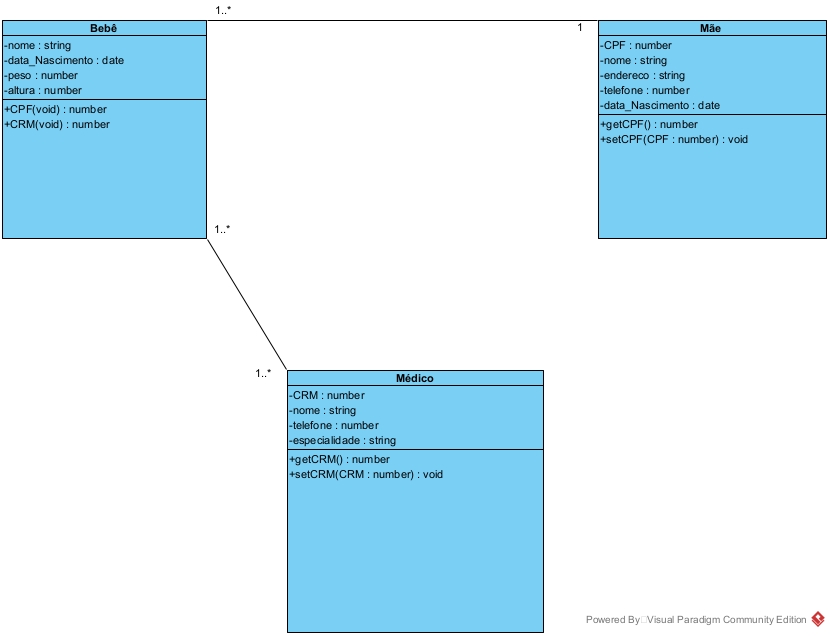 1..*
1
Bebê
-nome : string
-data_Nascimento : date
-peso : number
-altura : number
+CPF(void) : number
+CRM(void) : number
Mãe
-CPF : number
-nome : string
-endereco : string
-telefone : number
-data_Nascimento : date
+getCPF() : number
+setCPF(CPF : number) : void
1..*
1..*
Médico
-CRM : number
-nome : string
-telefone : number
-especialidade : string
+getCRM() : number
+setCRM(CRM : number) : void
Powered By Visual Paradigm Community Edition